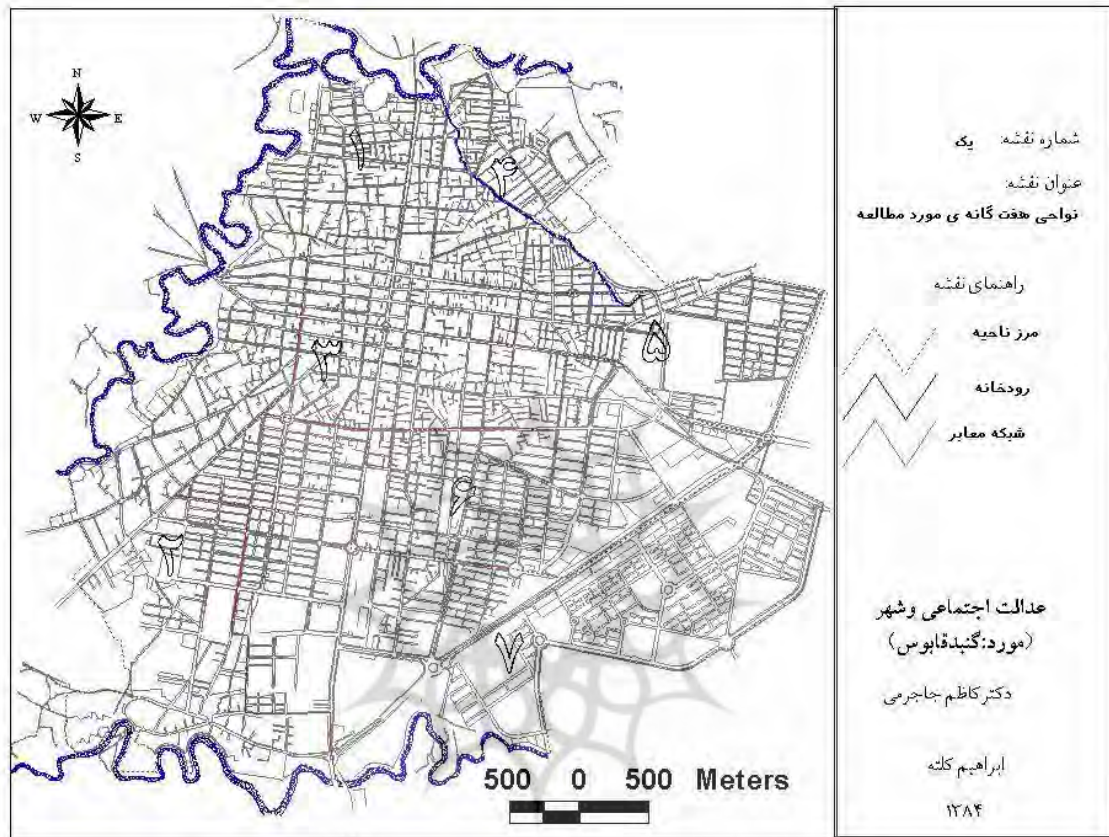 N
W E
S
۱
۴
۳
۵
۶
۲
۷
500 0 500 Meters
شماره نقشه: یک
عنوان نقشه:
نواحی هفت گانه ی مورد مطالعه
راهنمای نقشه
مرز ناحیه
رودخانه
شبکه معابر
عدالت اجتماعی وشهر
(مورد:گنبدقابوس)
دکتر کاظم جاجرمی
ابراهیم کلته
۱۳۸۴